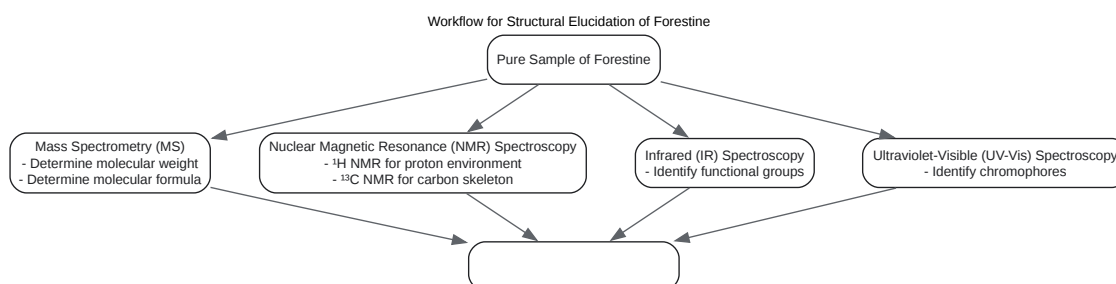 Workflow for Structural Elucidation of Forestine
Pure Sample of Forestine
Mass Spectrometry (MS)
- Determine molecular weight
- Determine molecular formula
Nuclear Magnetic Resonance (NMR) Spectroscopy
- ¹H NMR for proton environment
- ¹³C NMR for carbon skeleton
Infrared (IR) Spectroscopy
- Identify functional groups
Ultraviolet-Visible (UV-Vis) Spectroscopy
- Identify chromophores